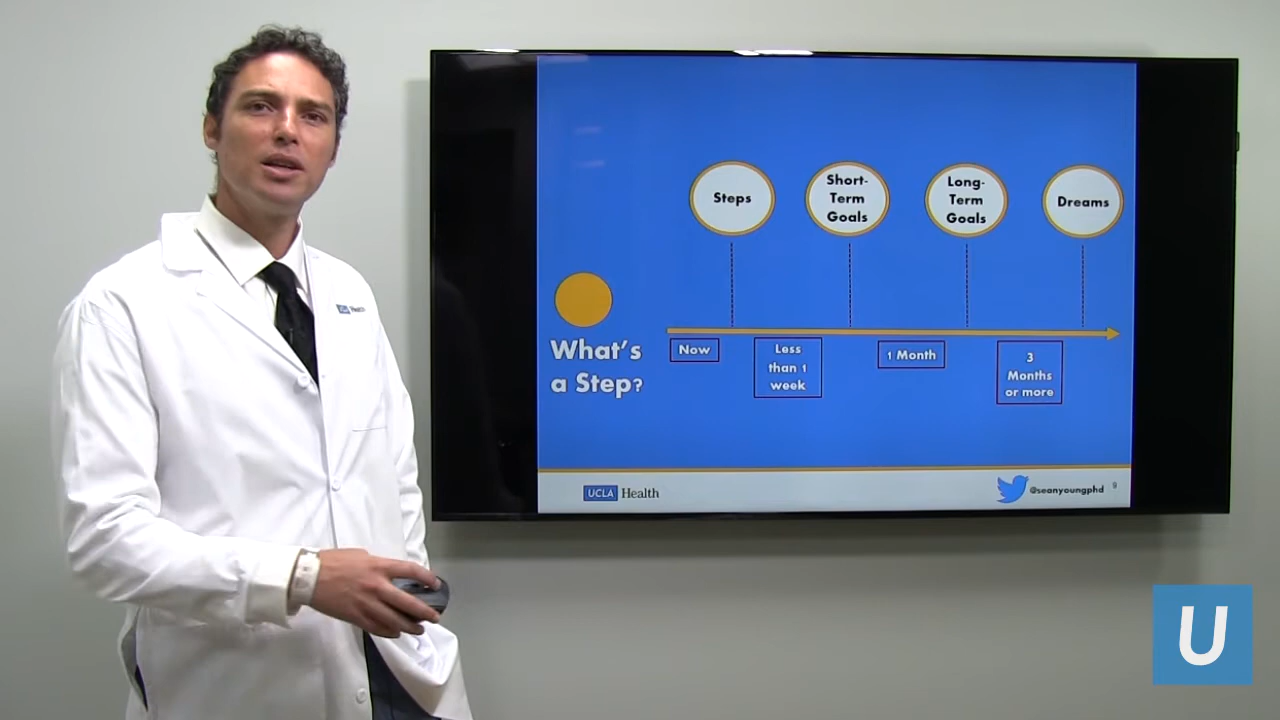 Steps
Short-
Term
Goals
Long-
Term
Goals
Dreams
What's
a Step?
Now
Less
than 1
week
1 Month
3
Months
or more
UCLA Health
@seanyoungphd
9
Health
U